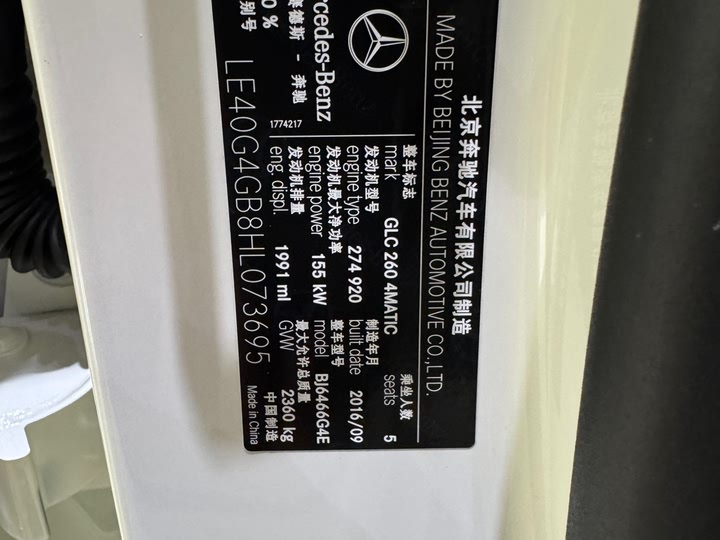 北京奔驰汽车有限公司制造
MADE BY BEIJING BENZ AUTOMOTIVE CO.,LTD.
整车标志 乘坐人数
mark GLC 260 4MATIC seats 5
发动机型号 制造年月
engine type 274 920 built date 2016/09
发动机最大净功率 整车型号
engine power 155 kW model BJ6466G4E
发动机排量 最大允许总质量
eng. displ. 1991 ml GVW 2360 kg
rcedes-Benz
德斯 - 奔驰
1774217
0 %
中国制造
别号 LE40G4GB8HL073695 Made in China